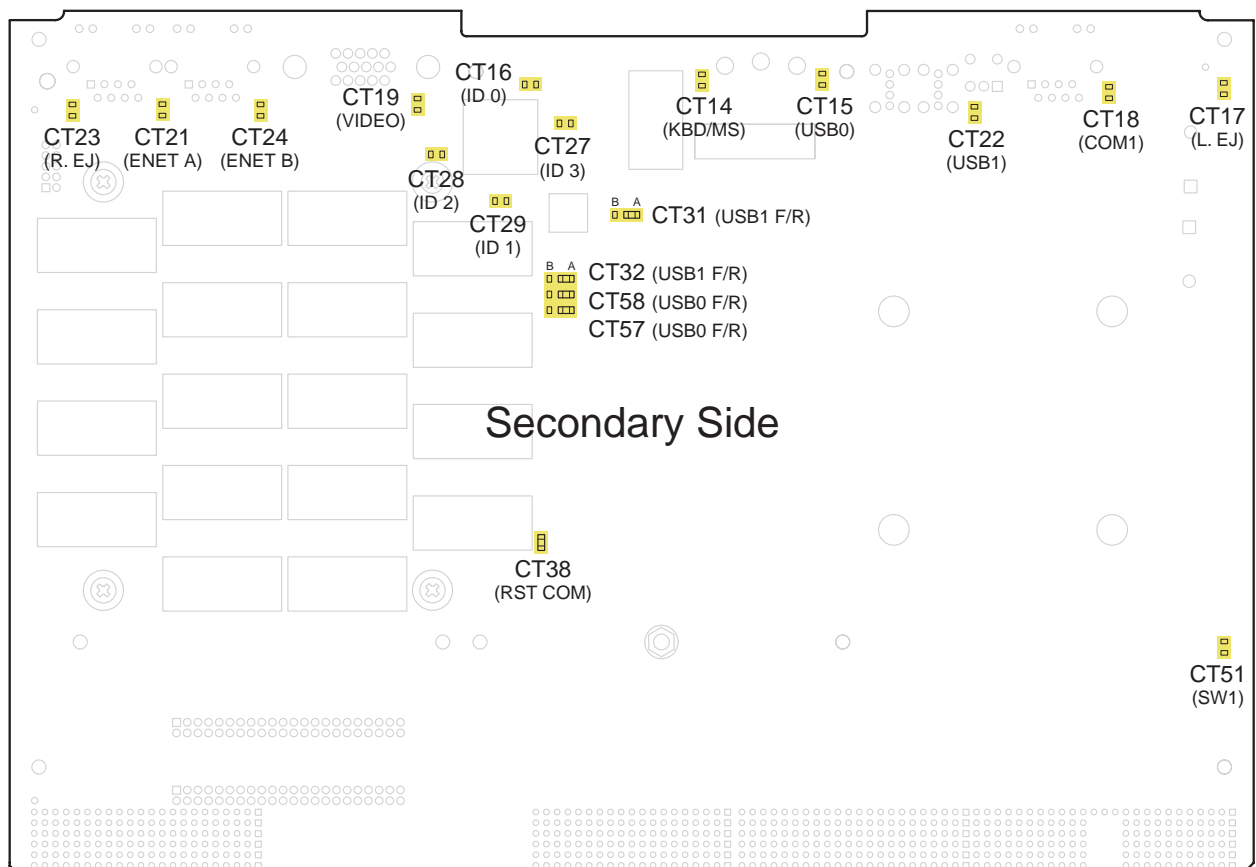 CT16
(ID 0)
CT19
(VIDEO)
CT14
(KBD/MS)
CT15
(USB0)
CT18
(COM1)
CT17
(L. EJ)
CT23
(R. EJ)
CT21
(ENET A)
CT24
(ENET B)
CT22
(USB1)
CT27
(ID 3)
CT28
(ID 2)
CT29
(ID 1)
B A
CT31 (USB1 F/R)
B A
CT32 (USB1 F/R)
CT58 (USB0 F/R)
CT57 (USB0 F/R)
Secondary Side
CT38
(RST COM)
CT51
(SW1)